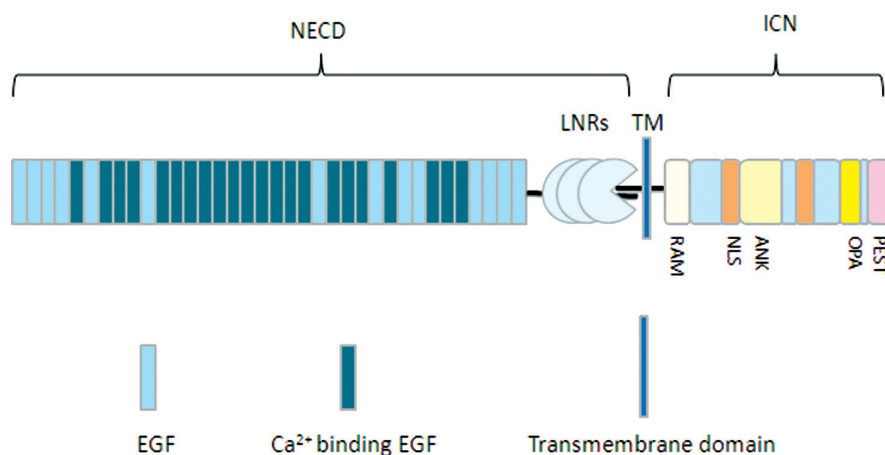 NECD
ICN
LNRs
TM
RAM
NLS
ANK
OPA
PEST
EGF
Ca²⁺ binding EGF
Transmembrane domain